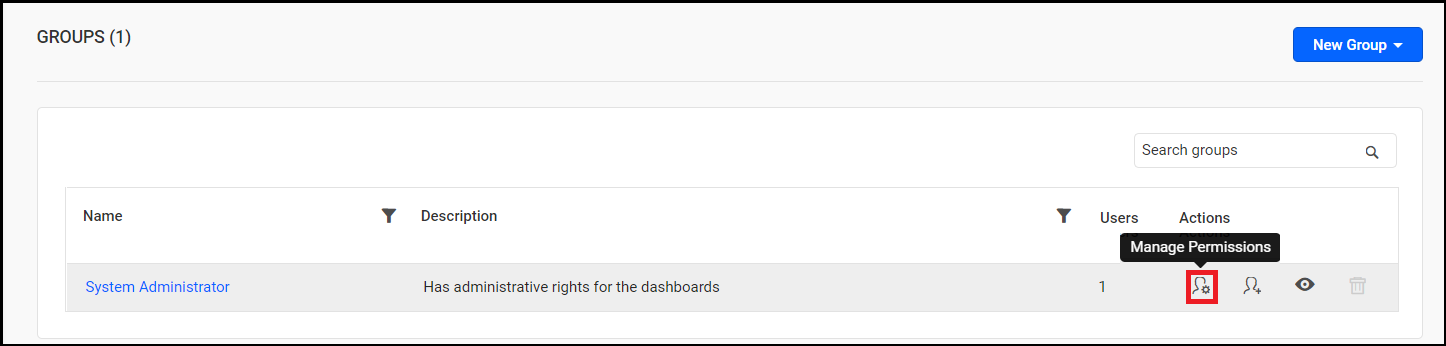 GROUPS (1)
New Group
Search groups
Name Description Users Actions
Manage Permissions
System Administrator Has administrative rights for the dashboards 1